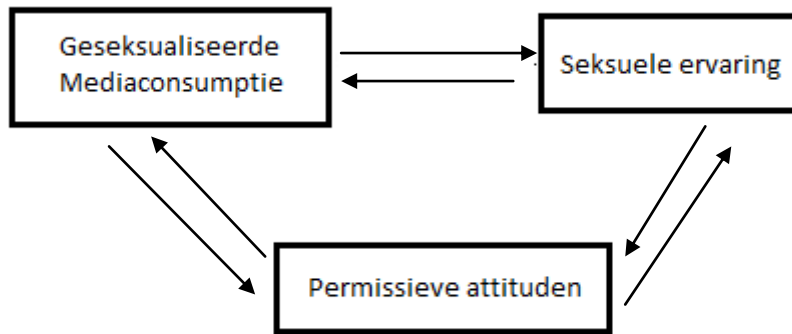 Geseksualiseerde
Mediaconsumptie
Seksuele ervaring
Permissieve attituden